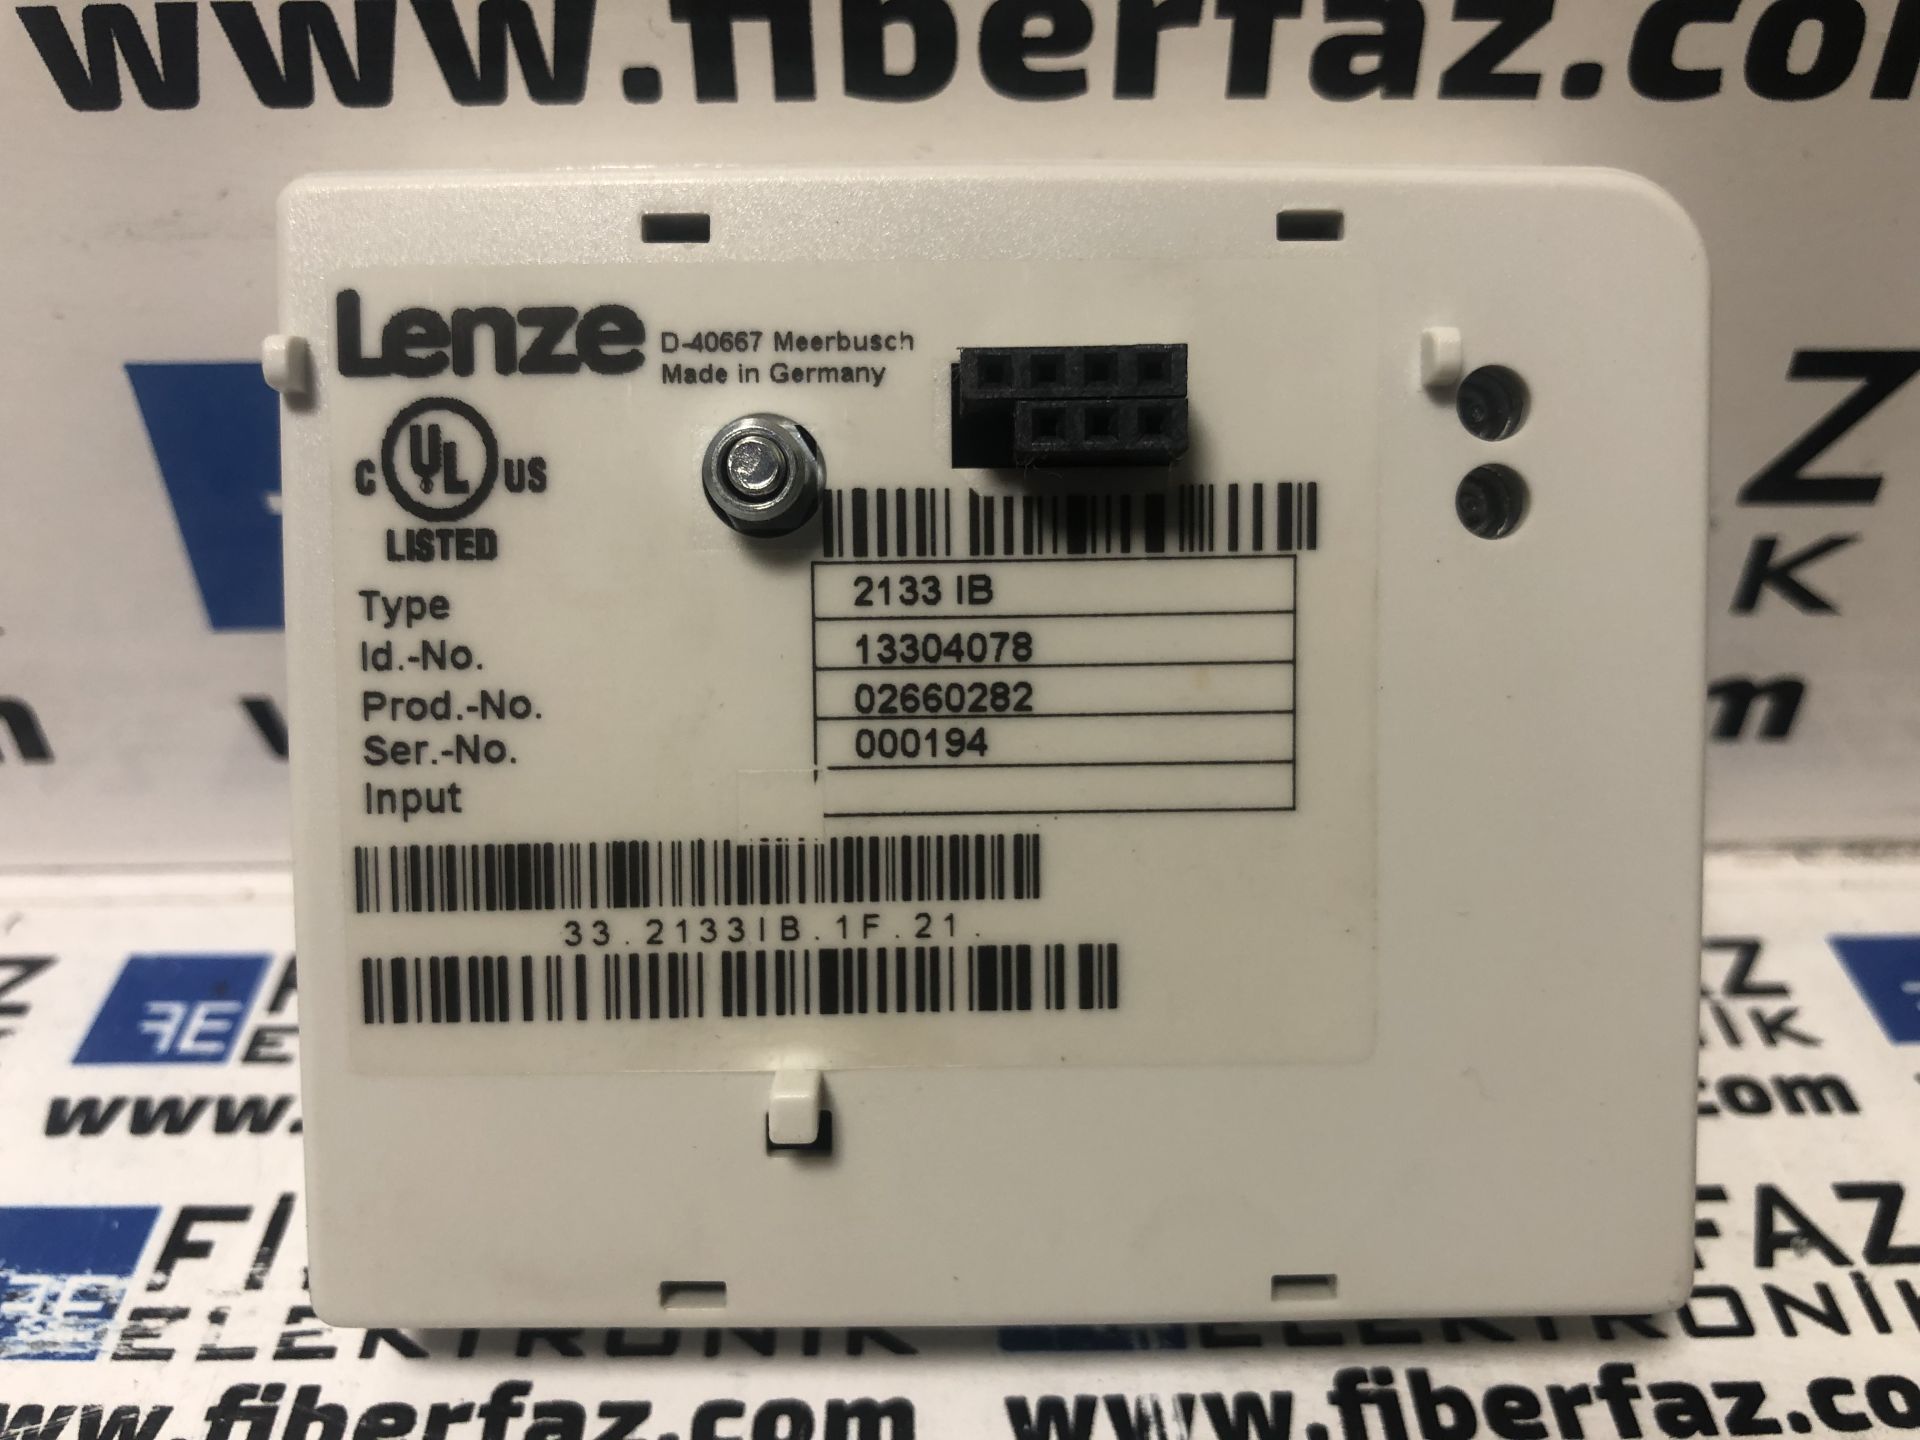 www.fiberfaz.co
Lenze
D-40667 Meerbusch
Made in Germany
C UL US
LISTED
Type 2133 IB
Id.-No. 13304078
Prod.-No. 02660282
Ser.-No. 000194
Input
33.2133IB.1F.21.
www.
com
ELEKTRONİK
www.fiberfaz.com
www.fiberfaz.co